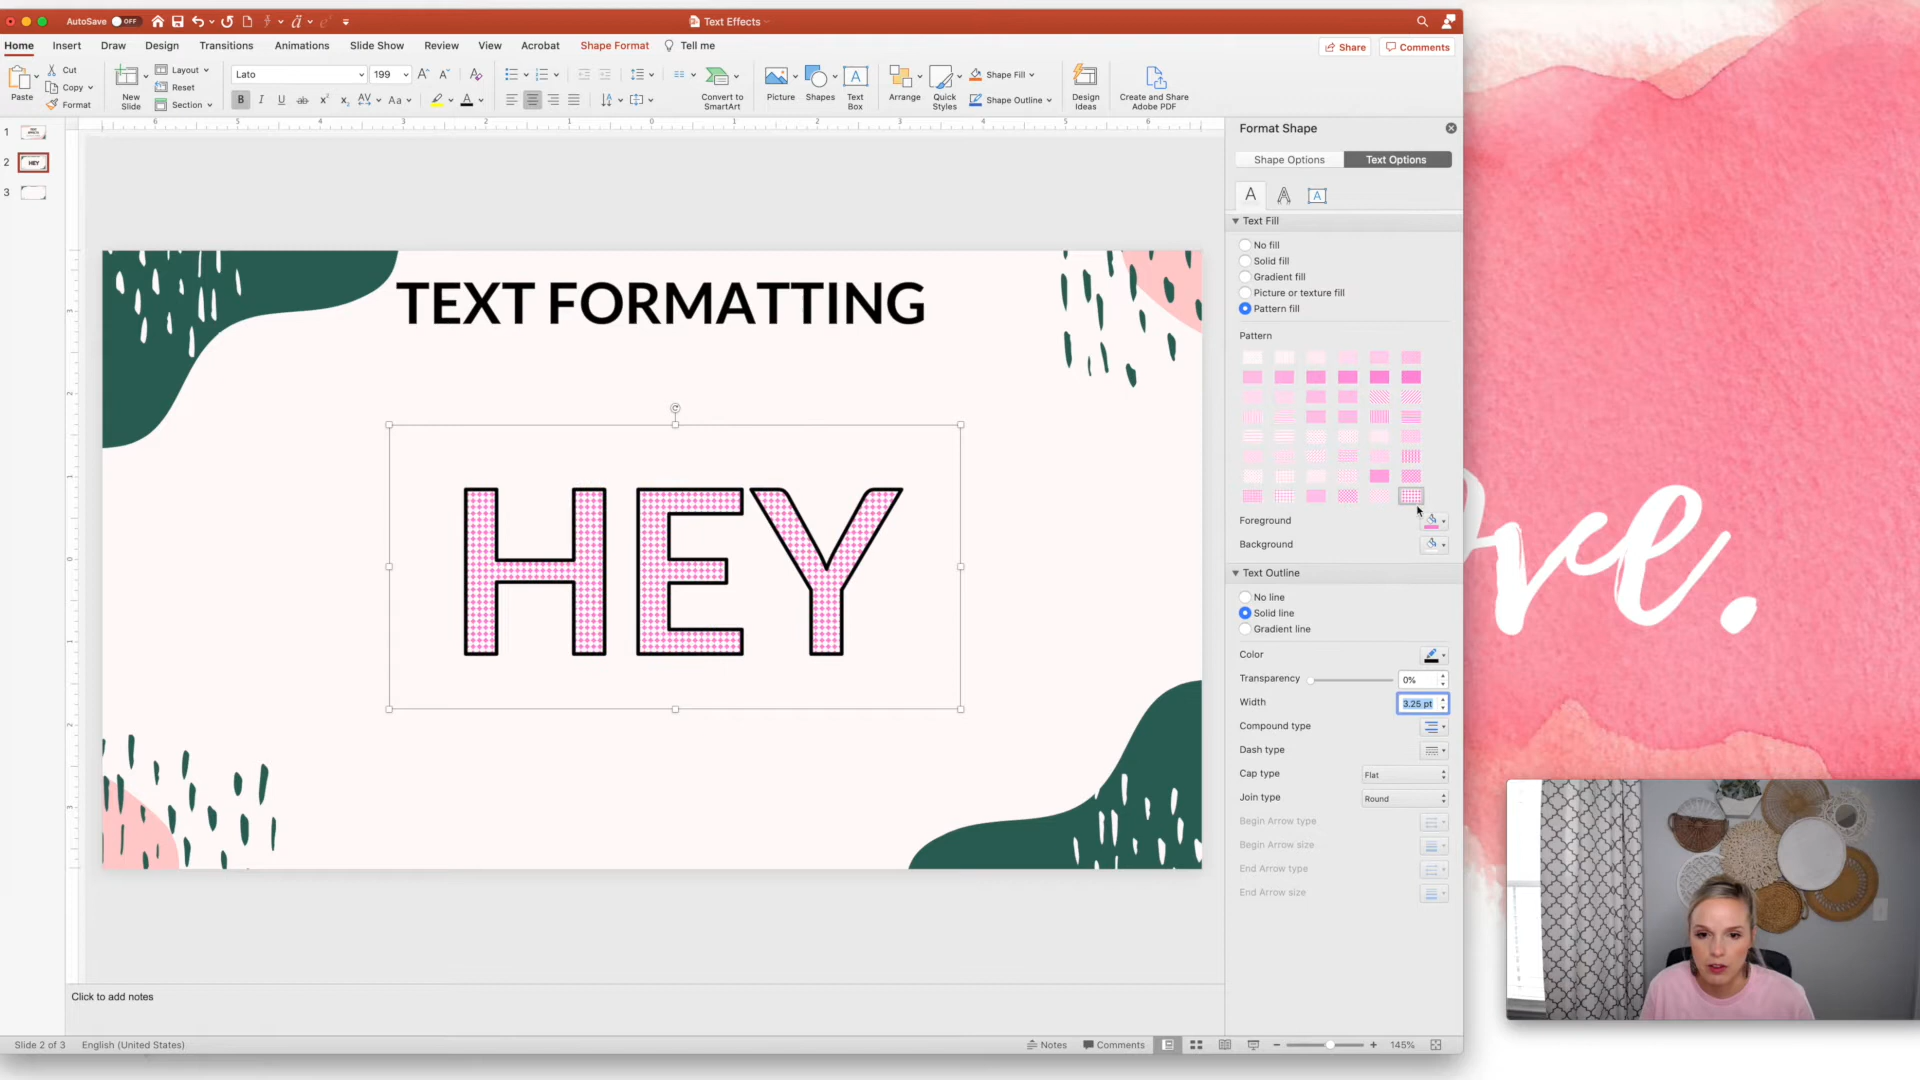 AutoSave OFF
Text Effects
Home Insert Draw Design Transitions Animations Slide Show Review View Acrobat Shape Format Tell me
Share Comments
Paste
Cut
Copy
Format
New Slide
Layout
Reset
Section
Lato 199
Convert to SmartArt
Picture
Shapes
Text Box
Arrange
Quick Styles
Shape Fill
Shape Outline
Design Ideas
Create and Share Adobe PDF
1
2
3
HEY
TEXT FORMATTING
HEY
Format Shape
Shape Options Text Options
Text Fill
No fill
Solid fill
Gradient fill
Picture or texture fill
Pattern fill
Pattern
Foreground
Background
Text Outline
No line
Solid line
Gradient line
Color
Transparency 0%
Width 3.25 pt
Compound type
Dash type
Cap type Flat
Join type Round
Begin Arrow type
Begin Arrow size
End Arrow type
End Arrow size
Click to add notes
Slide 2 of 3 English (United States)
Notes Comments 145%